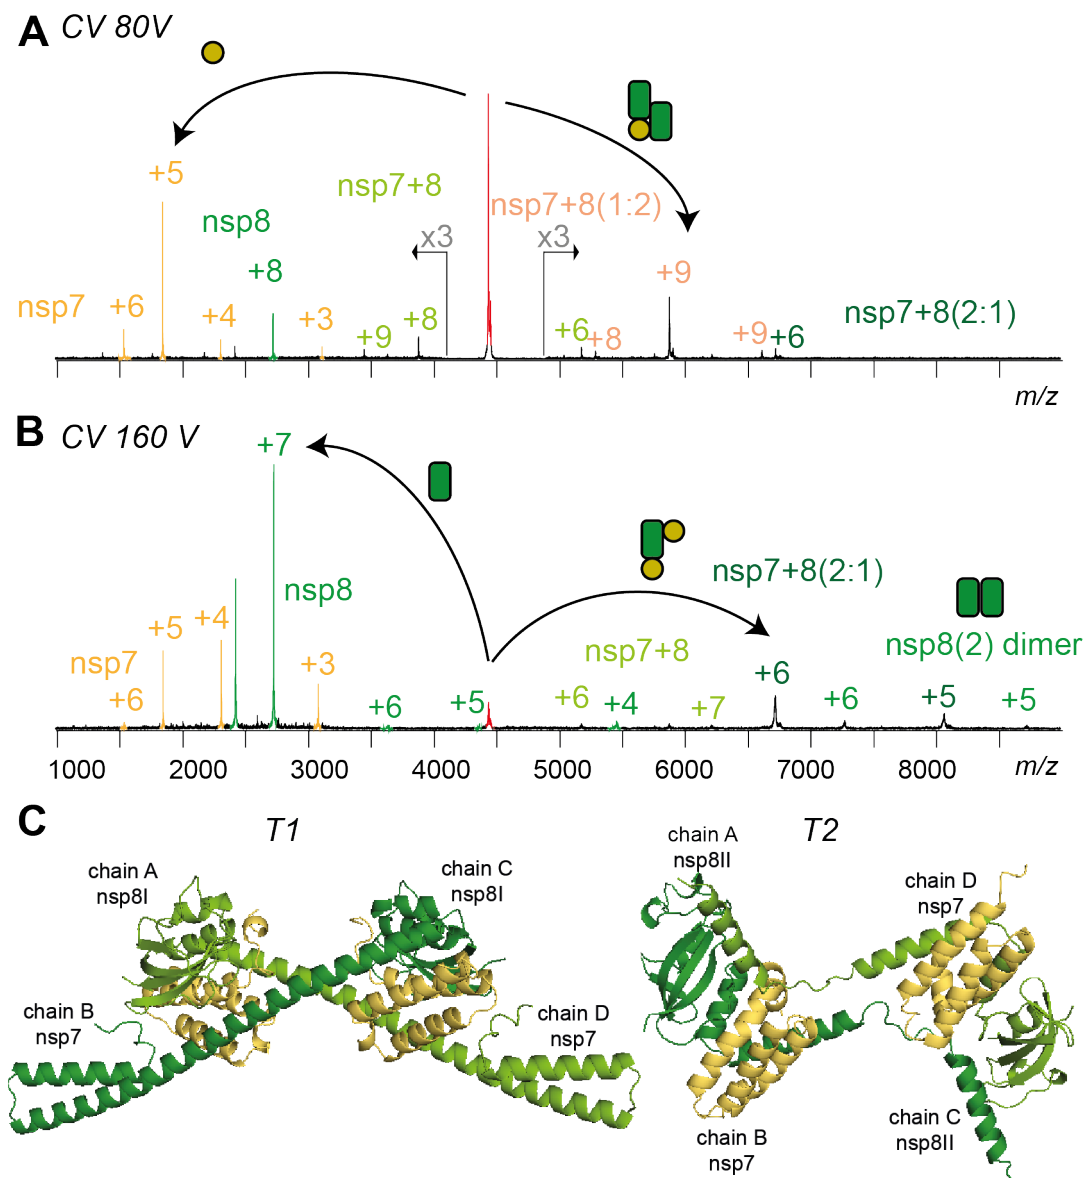 A CV 80V
+5
nsp7+8
nsp7+8(1:2)
nsp8
x3
x3
+8
+9
nsp7
+6
+4
+3
+9
+8
+6
+8
+9
+6
nsp7+8(2:1)
m/z
B CV 160 V
+7
nsp7+8(2:1)
nsp8
nsp8(2) dimer
+5
+4
nsp7
+3
nsp7+8
+6
+6
+5
+6
+4
+7
+6
+6
+5
+5
1000
2000
3000
4000
5000
6000
7000
8000
m/z
C
T1
T2
chain A
nsp8I
chain C
nsp8I
chain B
nsp7
chain D
nsp7
chain A
nsp8II
chain D
nsp7
chain B
nsp7
chain C
nsp8II